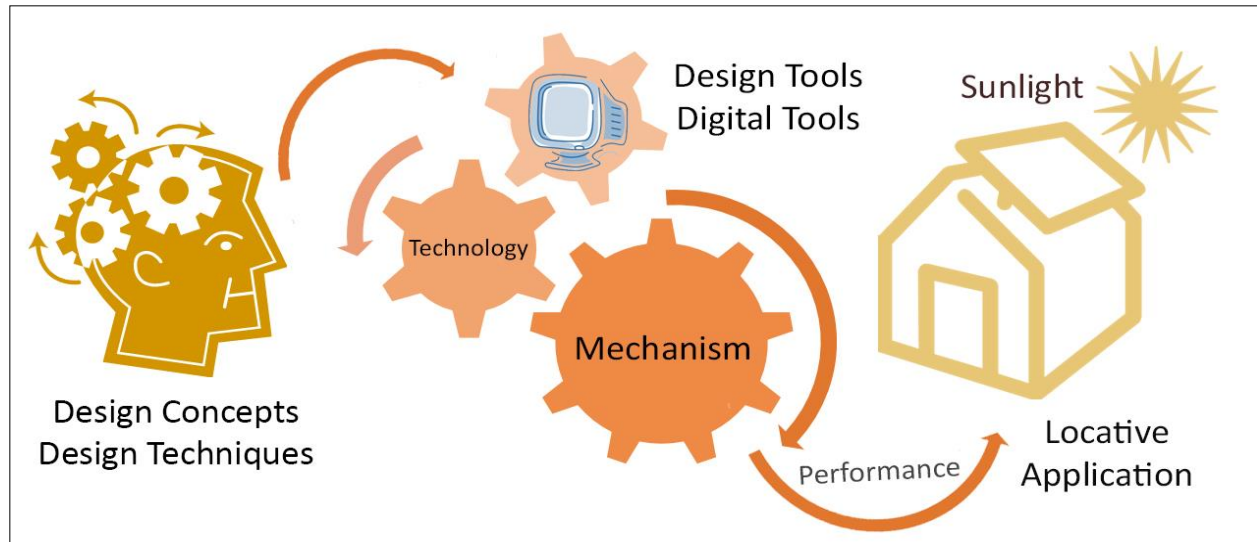 Design Concepts
Design Techniques
Technology
Design Tools
Digital Tools
Mechanism
Performance
Sunlight
Locative
Application